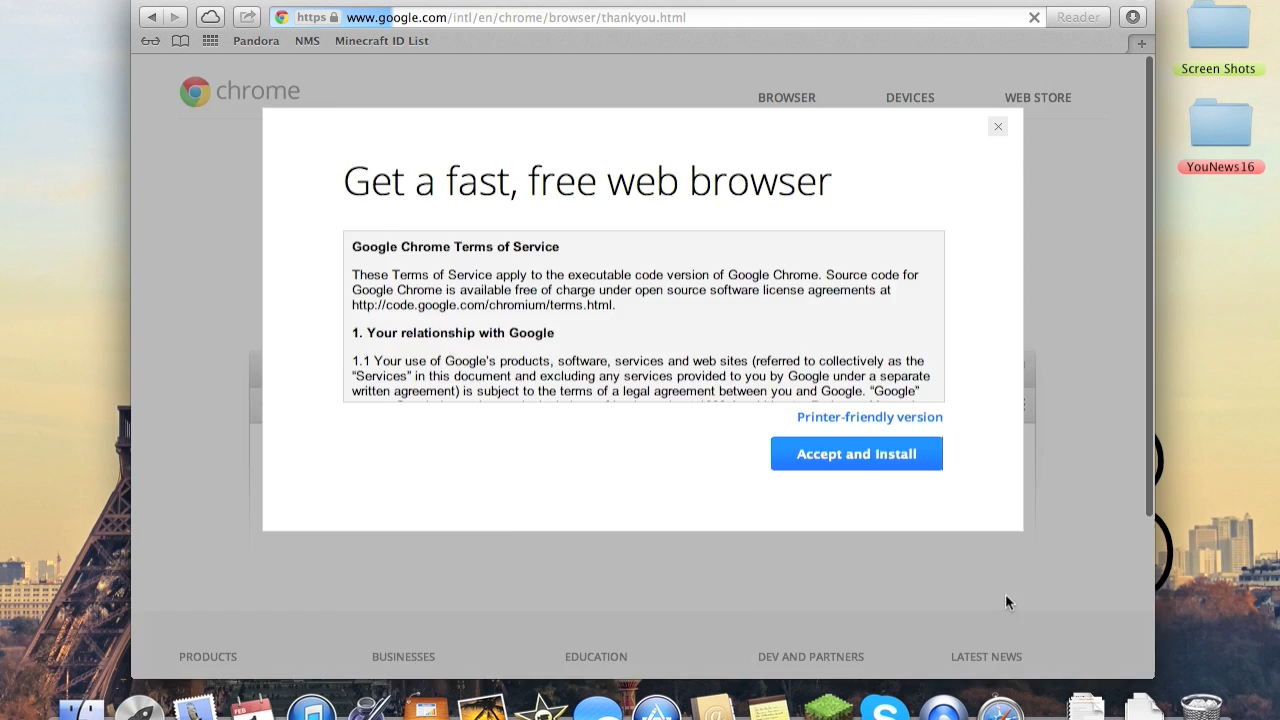 https www.google.com/intl/en/chrome/browser/thankyou.html Reader
Pandora NMS Minecraft ID List
Screen Shots
YouNews16
chrome
BROWSER DEVICES WEB STORE
Get a fast, free web browser
Google Chrome Terms of Service
These Terms of Service apply to the executable code version of Google Chrome. Source code for
Google Chrome is available free of charge under open source software license agreements at
http://code.google.com/chromium/terms.html.
1. Your relationship with Google
1.1 Your use of Google's products, software, services and web sites (referred to collectively as the
“Services” in this document and excluding any services provided to you by Google under a separate
written agreement) is subject to the terms of a legal agreement between you and Google. “Google”
Printer-friendly version
Accept and Install
PRODUCTS BUSINESSES EDUCATION DEV AND PARTNERS LATEST NEWS
FEB